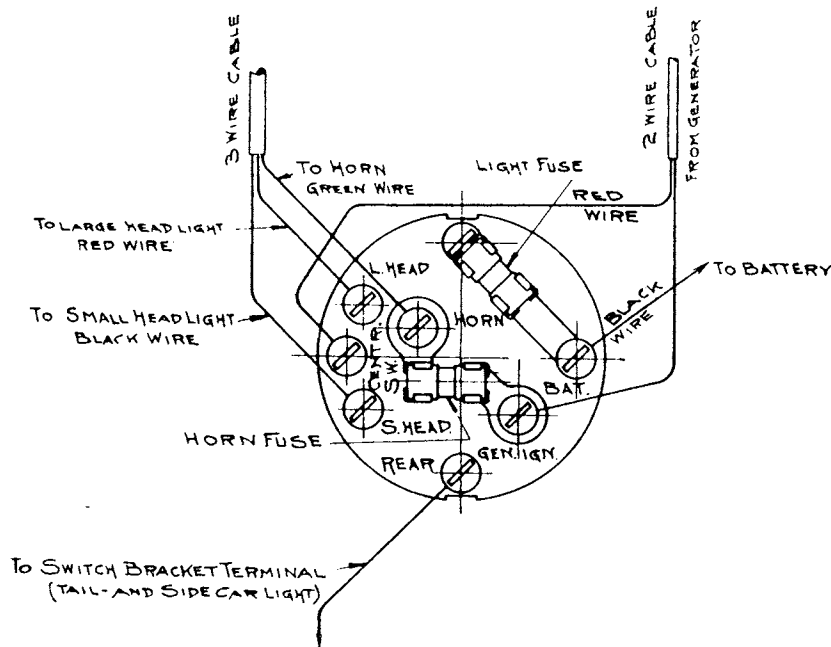 3 WIRE CABLE
2 WIRE CABLE
FROM GENERATOR
TO HORN
GREEN WIRE
LIGHT FUSE
RED
WIRE
TO LARGE HEAD LIGHT
RED WIRE
L. HEAD
TO BATTERY
BLACK
WIRE
TO SMALL HEAD LIGHT
BLACK WIRE
HORN
CENTR.
SW.
BAT.
S. HEAD.
HORN FUSE
GEN. IGN.
REAR
TO SWITCH BRACKET TERMINAL
(TAIL- AND SIDE CAR LIGHT)